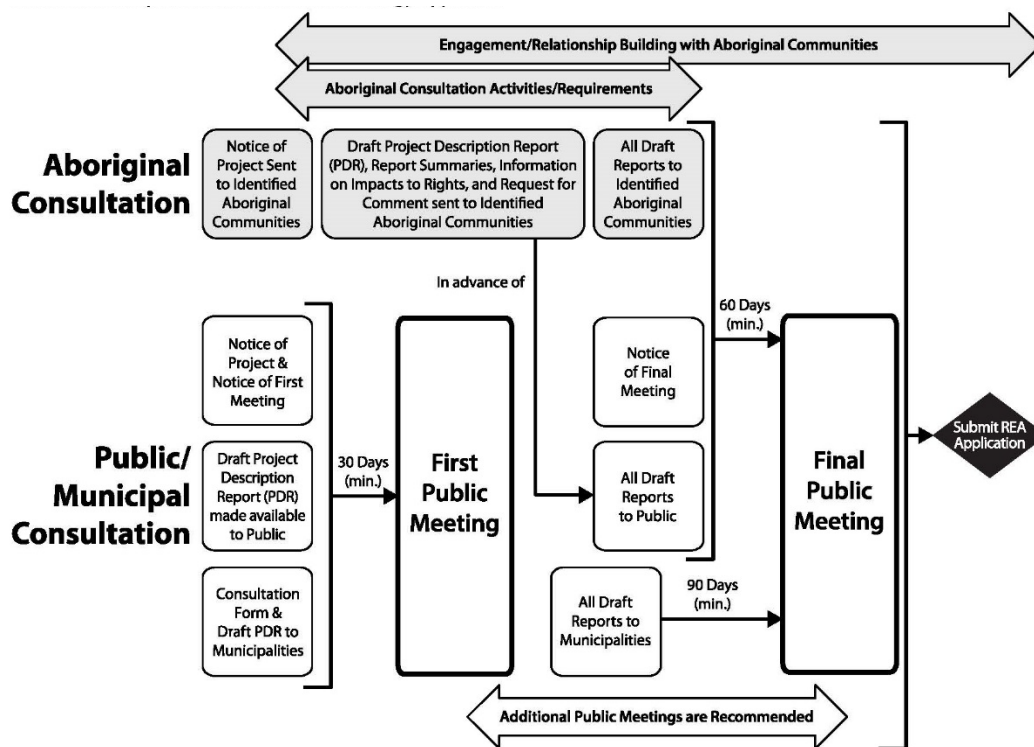 Engagement/Relationship Building with Aboriginal Communities
Aboriginal Consultation Activities/Requirements
Aboriginal
Consultation
Notice of
Project Sent
to Identified
Aboriginal
Communities
Draft Project Description Report
(PDR), Report Summaries, Information
on Impacts to Rights, and Request for
Comment sent to Identified
Aboriginal Communities
All Draft
Reports to
Identified
Aboriginal
Communities
In advance of
60 Days
(min.)
Notice of
Project &
Notice of First
Meeting
Notice
of Final
Meeting
Public/
Municipal
Consultation
Draft Project
Description
Report (PDR)
made available
to Public
30 Days
(min.)
First
Public
Meeting
All Draft
Reports
to Public
Final
Public
Meeting
Submit REA
Application
Consultation
Form &
Draft PDR to
Municipalities
All Draft
Reports to
Municipalities
90 Days
(min.)
Additional Public Meetings are Recommended